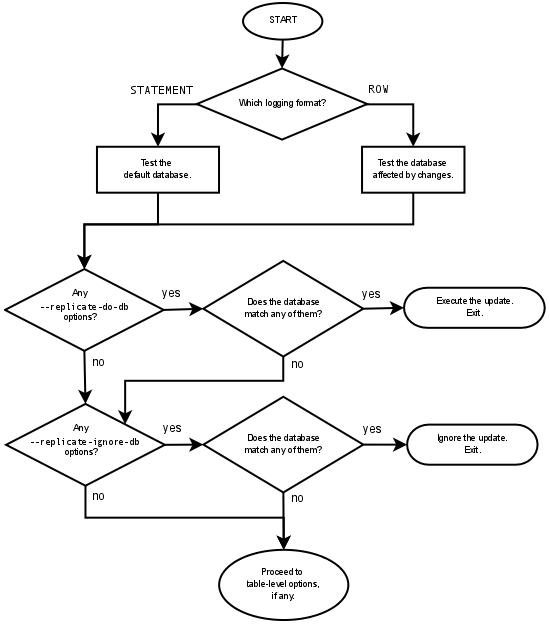 START
Which logging format?
STATEMENT
ROW
Test the
default database.
Test the database
affected by changes.
Any
--replicate-do-db
options?
yes
Does the database
match any of them?
yes
Execute the update.
Exit.
no
no
Any
--replicate-ignore-db
options?
yes
Does the database
match any of them?
yes
Ignore the update.
Exit.
no
no
Proceed to
table-level options,
if any.